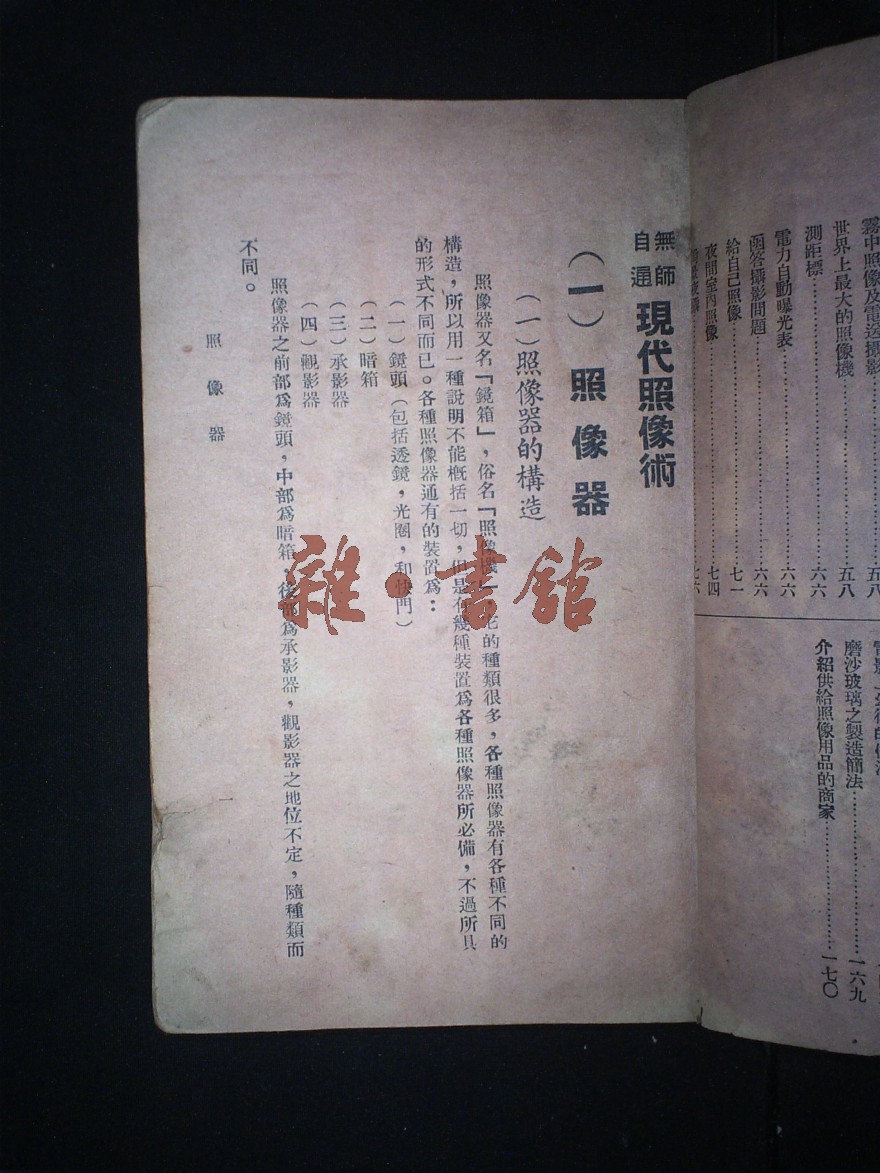 霧中照像及電送攝影……五八
世界上最大的照像機……五八
測距標……六六
電力自動曝光表……六六
函答攝影問題……六六
給自己照像……七一
夜間室內照像……七四
七六
磨沙玻璃之製造簡法……一六九
介紹供給照像用品的商家……一七〇
無師
自通
現代照像術
（一）照像器
（一）照像器的構造
照像器又名「鏡箱」，俗名「照像機」它的種類很多，各種照像器有各種不同的
構造，所以用一種說明不能概括一切，但是有幾種裝置爲各種照像器所必備，不過所具
的形式不同而已。各種照像器通有的裝置爲：
（一）鏡頭（包括透鏡，光圈，和快門）
（二）暗箱
（三）承影器
（四）觀影器
照像器之前部爲鏡頭，中部爲暗箱，後部爲承影器，觀影器之地位不定，隨種類而
不同。
照像器
一
雜·書館